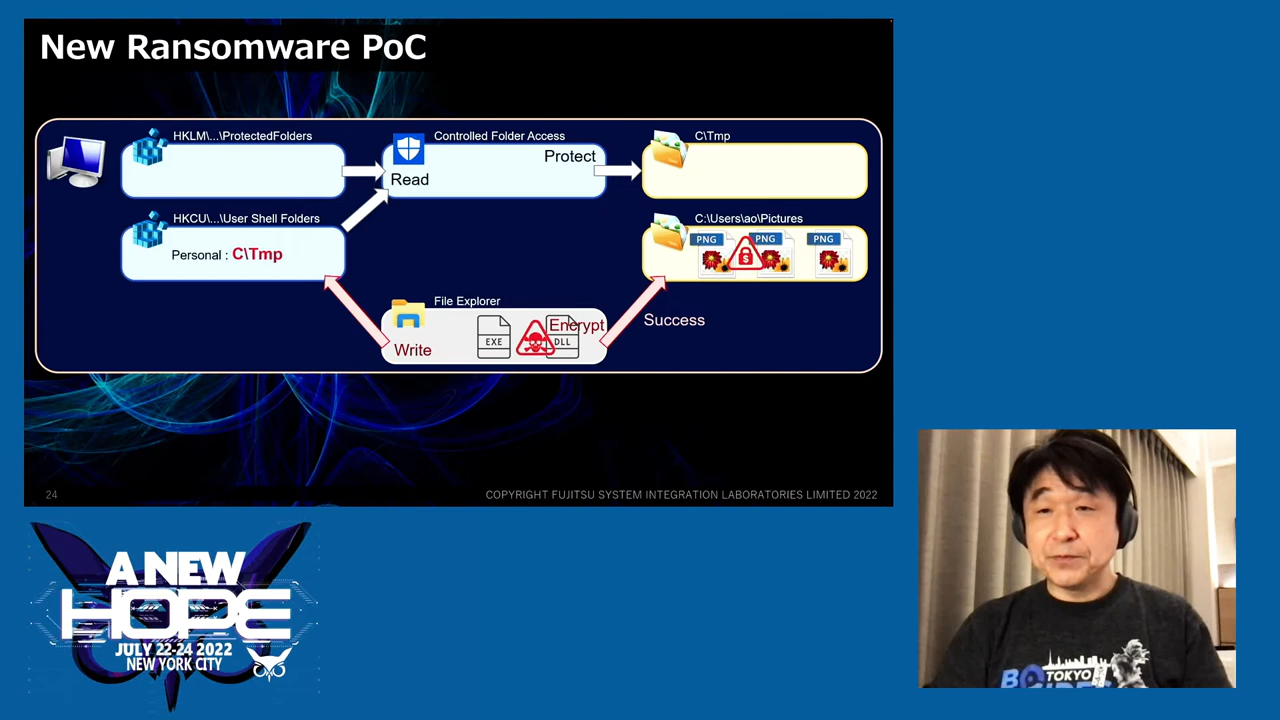 New Ransomware PoC
HKLM\...\ProtectedFolders
Controlled Folder Access
C\Tmp
Protect
Read
HKCU\...\User Shell Folders
C:\Users\ao\Pictures
Personal : C\Tmp
PNG
PNG
PNG
$
File Explorer
Encrypt
Success
EXE
DLL
Write
24
COPYRIGHT FUJITSU SYSTEM INTEGRATION LABORATORIES LIMITED 2022
A NEW
HOPE
JULY 22-24 2022
NEW YORK CITY
TOKYO